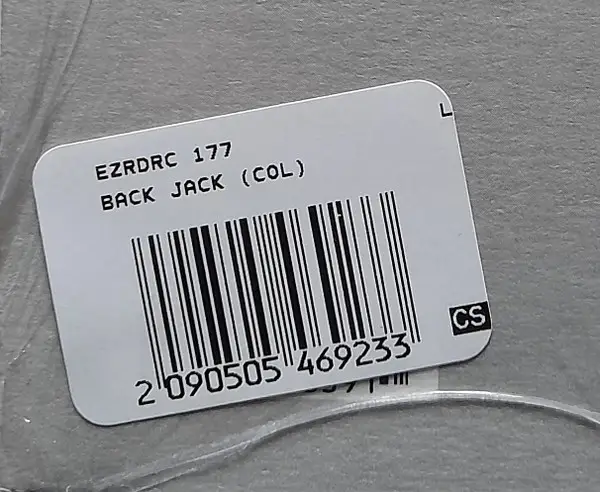 L
EZRDRC 177
BACK JACK (COL)
CS
2 090505 469233